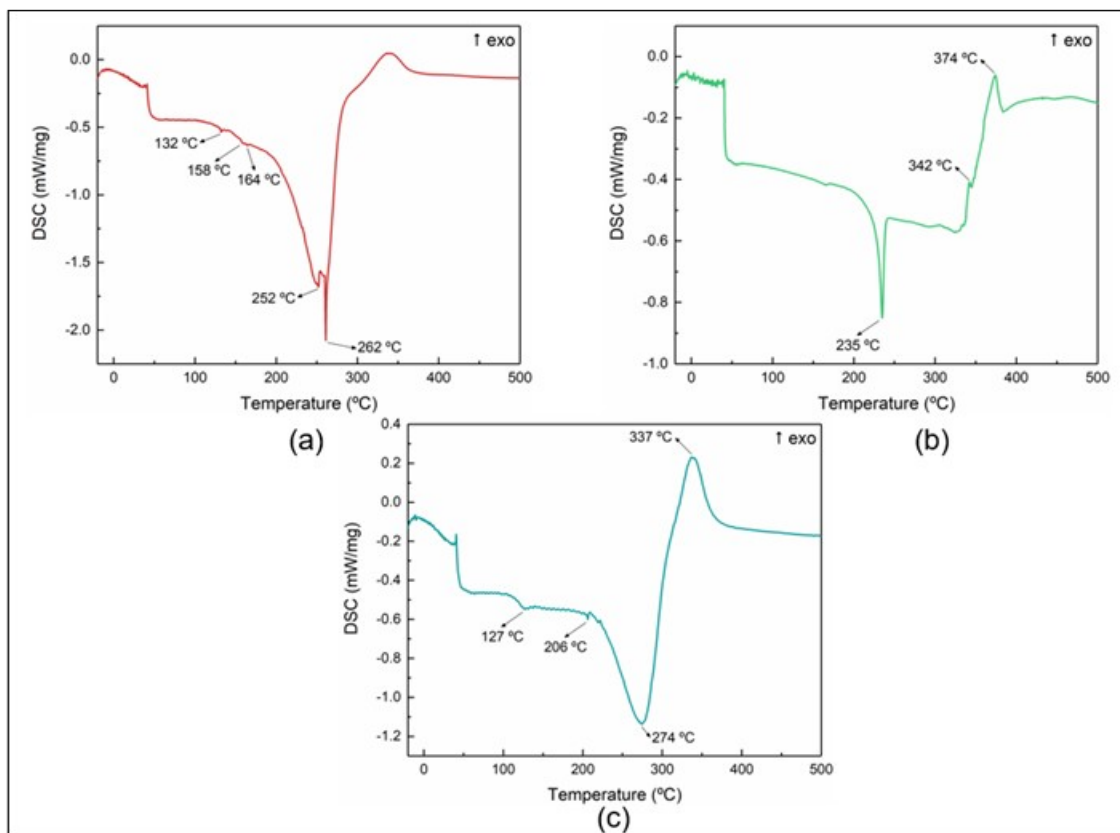 ↑ exo
0.0
-0.5
-1.0
-1.5
-2.0
DSC (mW/mg)
132 ºC
158 ºC
164 ºC
252 ºC
262 ºC
0 100 200 300 400 500
Temperature (ºC)
(a)
↑ exo
0.0
-0.2
-0.4
-0.6
-0.8
-1.0
DSC (mW/mg)
374 ºC
342 ºC
235 ºC
0 100 200 300 400 500
Temperature (ºC)
(b)
↑ exo
0.4
0.2
0.0
-0.2
-0.4
-0.6
-0.8
-1.0
-1.2
DSC (mW/mg)
337 ºC
127 ºC
206 ºC
274 ºC
0 100 200 300 400 500
Temperature (ºC)
(c)